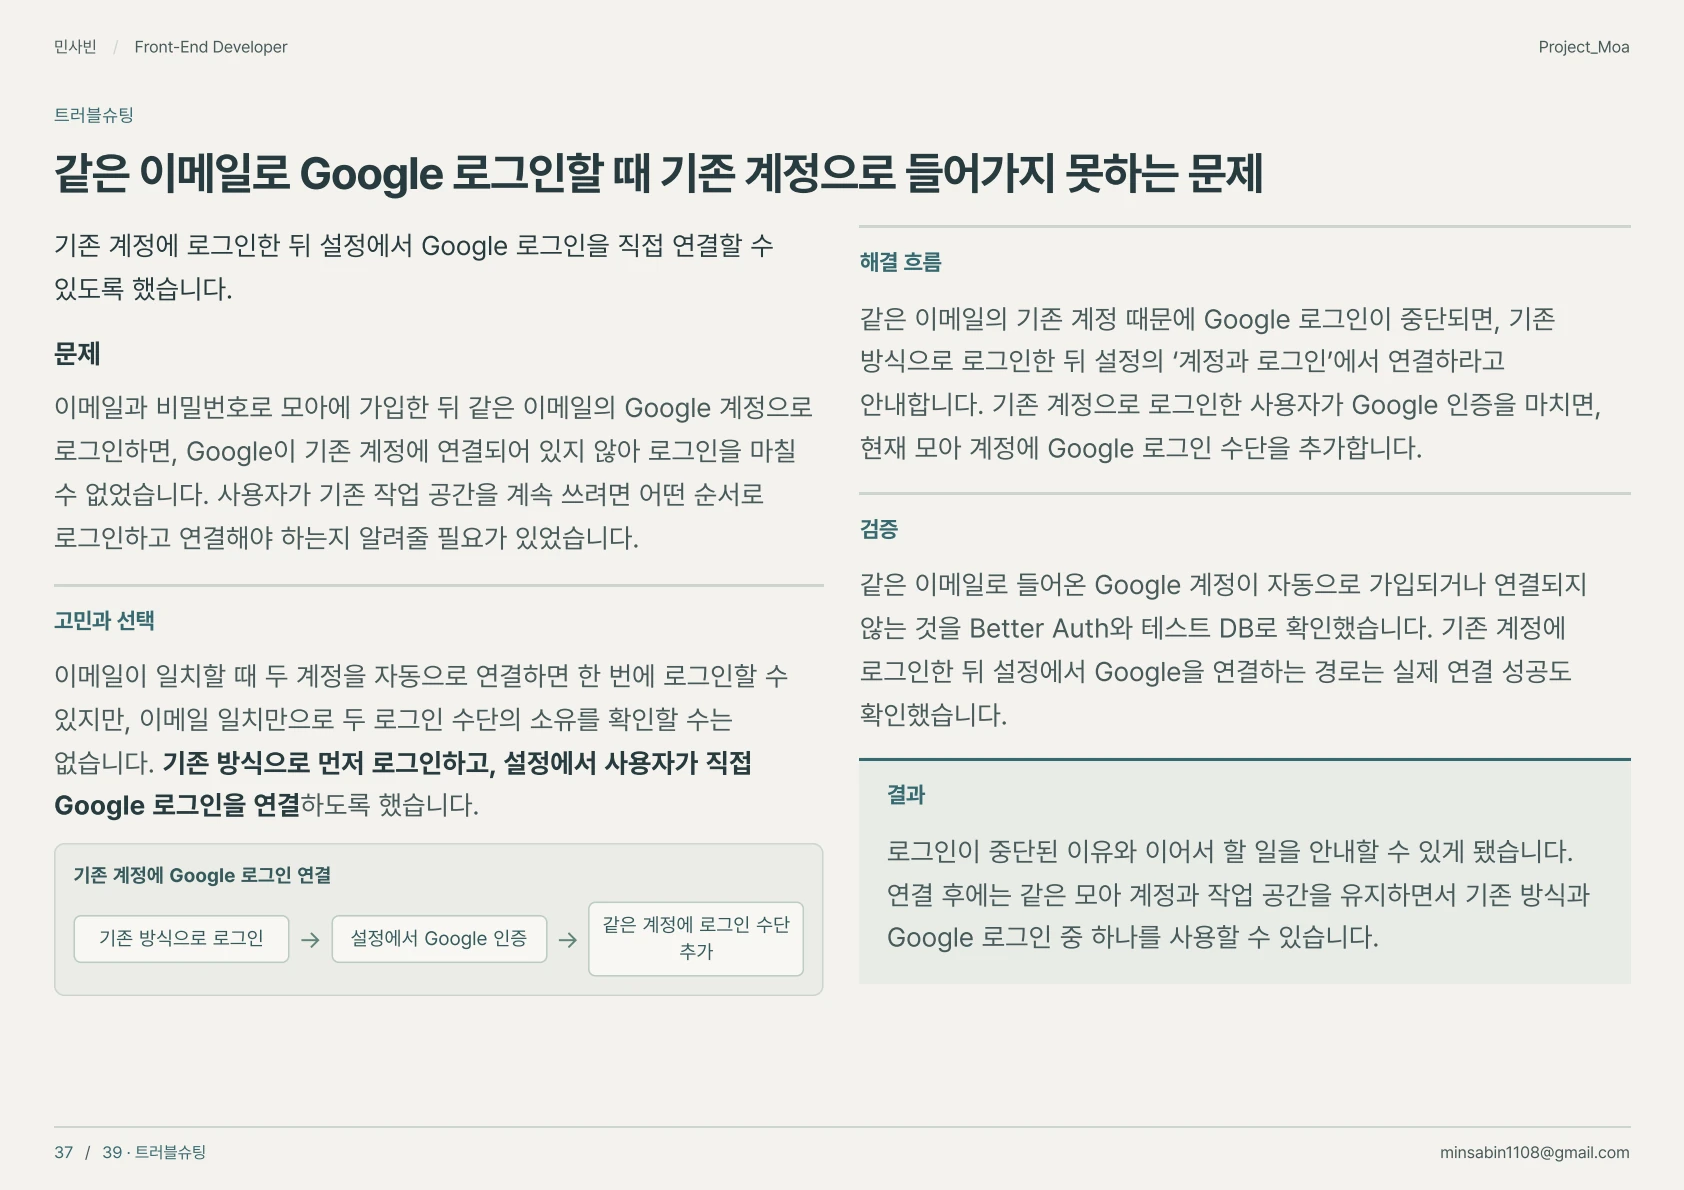 민사빈 / Front-End Developer
Project_Moa
트러블슈팅
같은 이메일로 Google 로그인할 때 기존 계정으로 들어가지 못하는 문제
기존 계정에 로그인한 뒤 설정에서 Google 로그인을 직접 연결할 수
있도록 했습니다.
문제
이메일과 비밀번호로 모아에 가입한 뒤 같은 이메일의 Google 계정으로
로그인하면, Google이 기존 계정에 연결되어 있지 않아 로그인을 마칠
수 없었습니다. 사용자가 기존 작업 공간을 계속 쓰려면 어떤 순서로
로그인하고 연결해야 하는지 알려줄 필요가 있었습니다.
고민과 선택
이메일이 일치할 때 두 계정을 자동으로 연결하면 한 번에 로그인할 수
있지만, 이메일 일치만으로 두 로그인 수단의 소유를 확인할 수는
없습니다. 기존 방식으로 먼저 로그인하고, 설정에서 사용자가 직접
Google 로그인을 연결하도록 했습니다.
기존 계정에 Google 로그인 연결
기존 방식으로 로그인 → 설정에서 Google 인증 → 같은 계정에 로그인 수단
추가
해결 흐름
같은 이메일의 기존 계정 때문에 Google 로그인이 중단되면, 기존
방식으로 로그인한 뒤 설정의 ‘계정과 로그인’에서 연결하라고
안내합니다. 기존 계정으로 로그인한 사용자가 Google 인증을 마치면,
현재 모아 계정에 Google 로그인 수단을 추가합니다.
검증
같은 이메일로 들어온 Google 계정이 자동으로 가입되거나 연결되지
않는 것을 Better Auth와 테스트 DB로 확인했습니다. 기존 계정에
로그인한 뒤 설정에서 Google을 연결하는 경로는 실제 연결 성공도
확인했습니다.
결과
로그인이 중단된 이유와 이어서 할 일을 안내할 수 있게 됐습니다.
연결 후에는 같은 모아 계정과 작업 공간을 유지하면서 기존 방식과
Google 로그인 중 하나를 사용할 수 있습니다.
37 / 39 · 트러블슈팅
minsabin1108@gmail.com